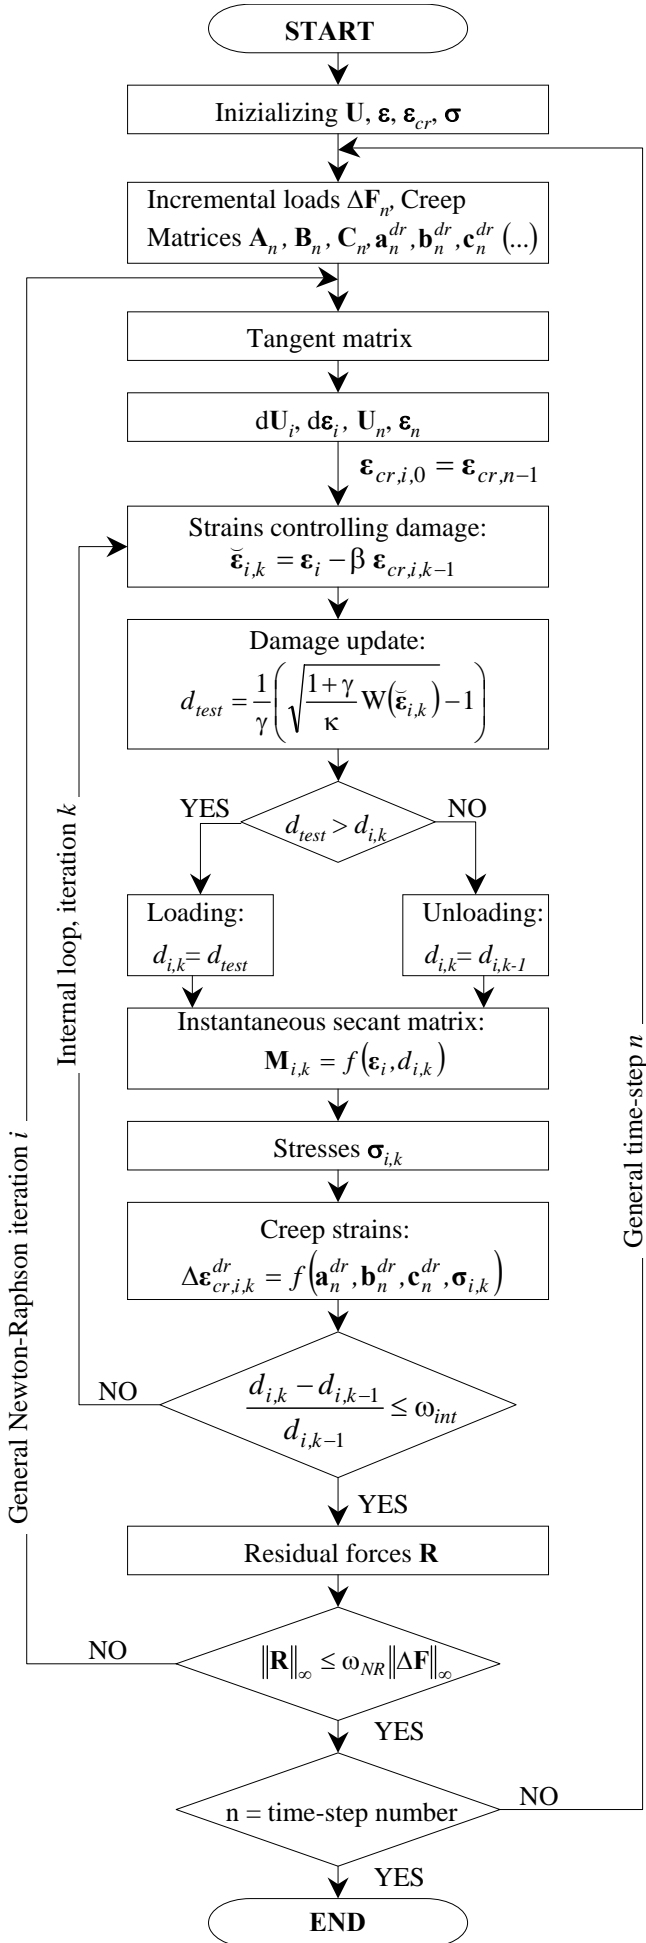 START
Inizializing U, ε, ε_cr, σ
Incremental loads ΔF_n, Creep
Matrices A_n, B_n, C_n, a_n^dr, b_n^dr, c_n^dr (...)
Tangent matrix
dU_i, dε_i, U_n, ε_n
ε_cr,i,0 = ε_cr,n−1
Strains controlling damage:
ε̆_i,k = ε_i − β ε_cr,i,k−1
Damage update:
d_test = 1/γ (√((1+γ)/κ W(ε̆_i,k)) − 1)
YES
NO
d_test > d_i,k
Loading:
d_i,k = d_test
Unloading:
d_i,k = d_i,k-1
Instantaneous secant matrix:
M_i,k = f(ε_i, d_i,k)
Stresses σ_i,k
Creep strains:
Δε_cr,i,k^dr = f(a_n^dr, b_n^dr, c_n^dr, σ_i,k)
NO
(d_i,k − d_i,k−1)/d_i,k−1 ≤ ω_int
YES
Residual forces R
NO
‖R‖_∞ ≤ ω_NR ‖ΔF‖_∞
YES
n = time-step number
NO
YES
END
General Newton-Raphson iteration i
Internal loop, iteration k
General time-step n